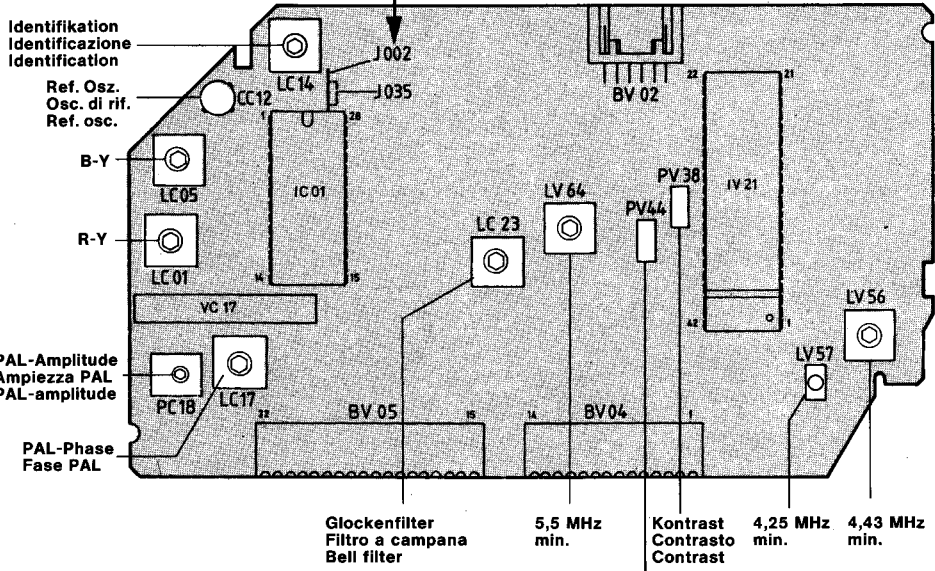 Identifikation
Identificazione
Identification
LC14
J002
J035
Ref. Osz.
Osc. di rif.
Ref. osc.
CC12
BV 02
22
21
1
28
IC 01
14
15
B-Y
LC05
R-Y
LC01
VC 17
LC 23
LV 64
PV44
PV 38
IV 21
42
1
LV 56
LV 57
PAL-Amplitude
Ampiezza PAL
PAL-amplitude
PC18
LC17
PAL-Phase
Fase PAL
22
BV 05
15
14
BV04
1
Glockenfilter
Filtro a campana
Bell filter
5,5 MHz
min.
Kontrast
Contrasto
Contrast
4,25 MHz
min.
4,43 MHz
min.